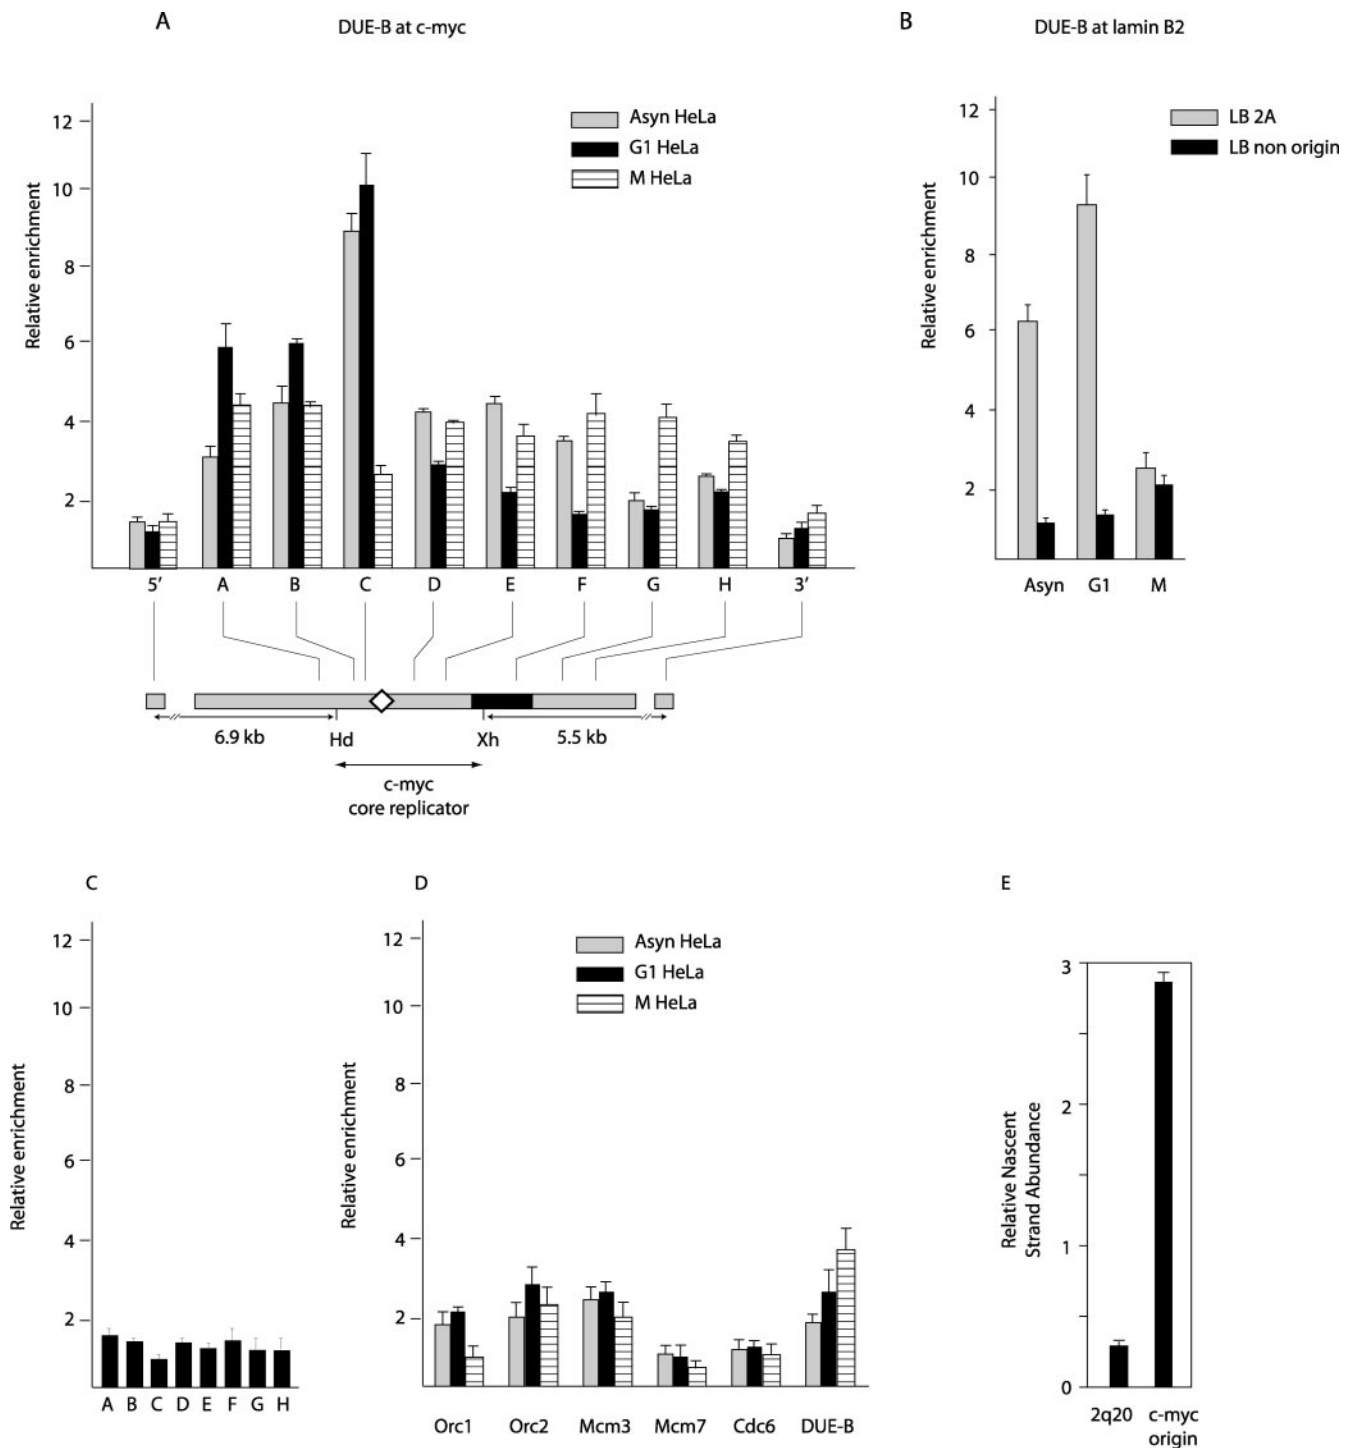 A
DUE-B at c-myc
12
10
8
6
4
2
Relative enrichment
Asyn HeLa
G1 HeLa
M HeLa
5′ A B C D E F G H 3′
6.9 kb
Hd
Xh
5.5 kb
c-myc
core replicator
B
DUE-B at lamin B2
12
10
8
6
4
2
Relative enrichment
LB 2A
LB non origin
Asyn G1 M
C
12
10
8
6
4
2
Relative enrichment
A B C D E F G H
D
12
10
8
6
4
2
Relative enrichment
Asyn HeLa
G1 HeLa
M HeLa
Orc1 Orc2 Mcm3 Mcm7 Cdc6 DUE-B
E
3
2
1
0
Relative Nascent
Strand Abundance
2q20 c-myc
origin